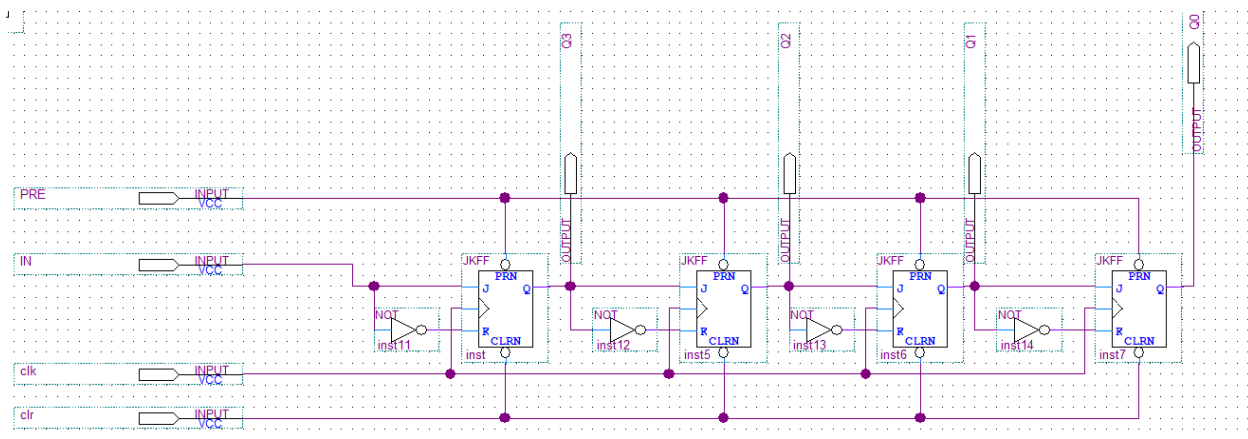 Q3
Q2
Q1
Q0
OUTPUT
PRE
INPUT
VCC
OUTPUT
OUTPUT
OUTPUT
IN
INPUT
VCC
JKFF
PRN
J
Q
K
CLRN
inst
NOT
inst11
JKFF
PRN
J
Q
K
CLRN
inst5
NOT
inst12
JKFF
PRN
J
Q
K
CLRN
inst6
NOT
inst13
JKFF
PRN
J
Q
K
CLRN
inst7
NOT
inst14
clk
INPUT
VCC
clr
INPUT
VCC